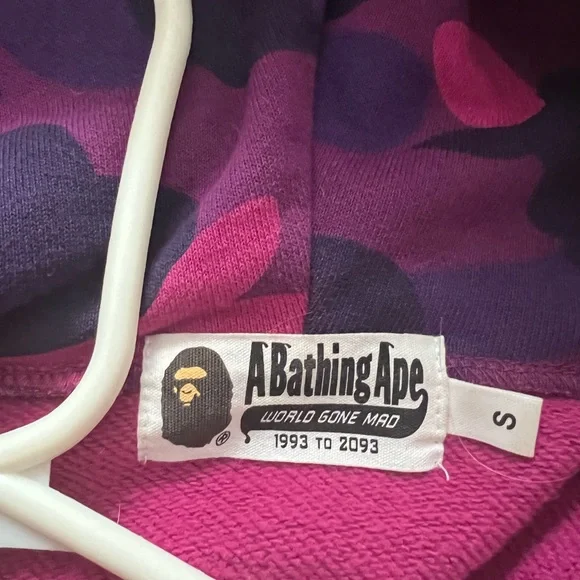 A Bathing Ape
WORLD GONE MAD
1993 TO 2093
®
S